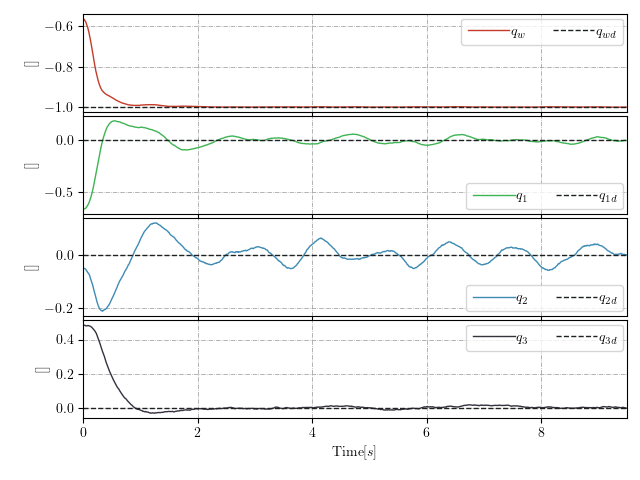 −0.6
−0.8
−1.0
[]
q_w q_{wd}
0.0
−0.5
[]
q_1 q_{1d}
0.0
−0.2
[]
q_2 q_{2d}
0.4
0.2
0.0
[]
q_3 q_{3d}
0 2 4 6 8
Time[s]